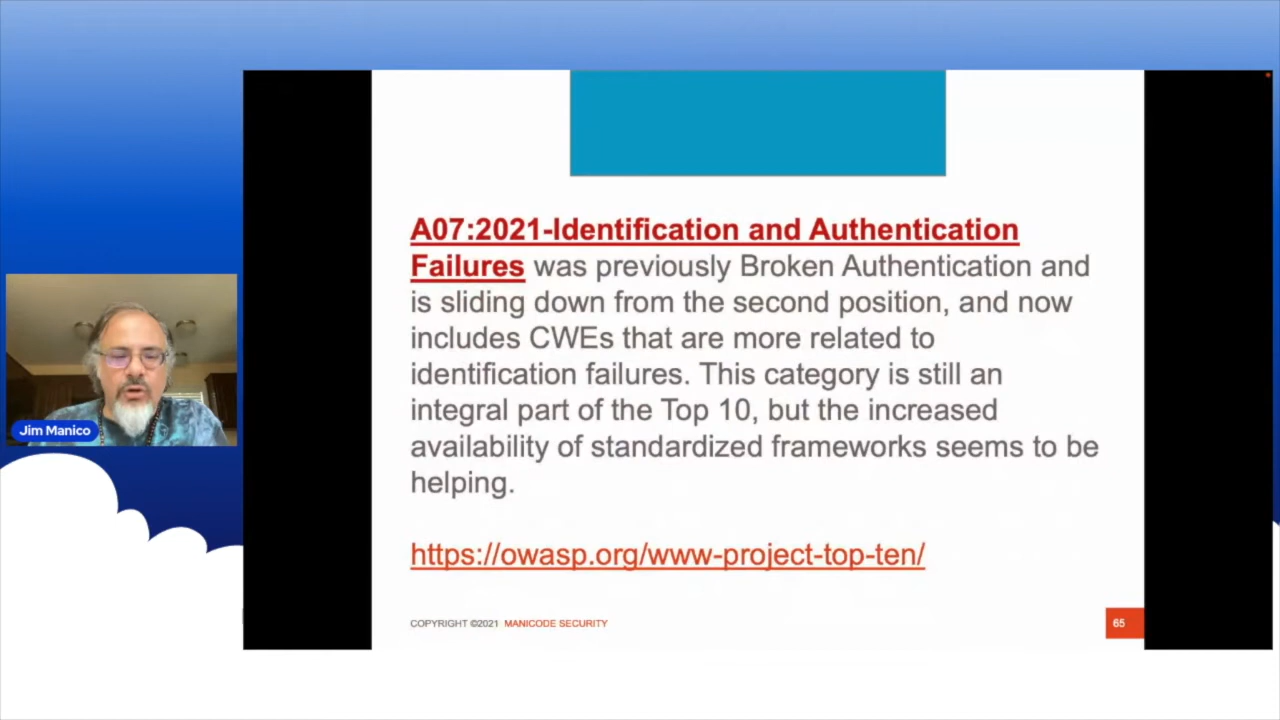 A07:2021-Identification and Authentication
Failures was previously Broken Authentication and
is sliding down from the second position, and now
includes CWEs that are more related to
identification failures. This category is still an
integral part of the Top 10, but the increased
availability of standardized frameworks seems to be
helping.
https://owasp.org/www-project-top-ten/
Jim Manico
COPYRIGHT ©2021 MANICODE SECURITY
65